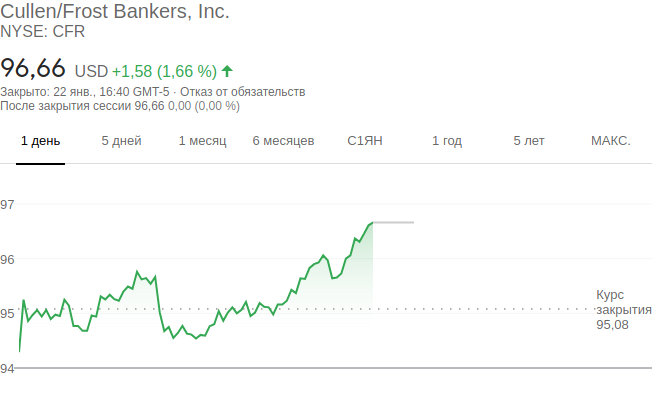 Cullen/Frost Bankers, Inc.
NYSE: CFR
96,66 USD +1,58 (1,66 %)
Закрыто: 22 янв., 16:40 GMT-5 · Отказ от обязательств
После закрытия сессии 96,66 0,00 (0,00 %)
1 день 5 дней 1 месяц 6 месяцев С1ЯН 1 год 5 лет МАКС.
97
96
95
94
Курс
закрытия
95,08